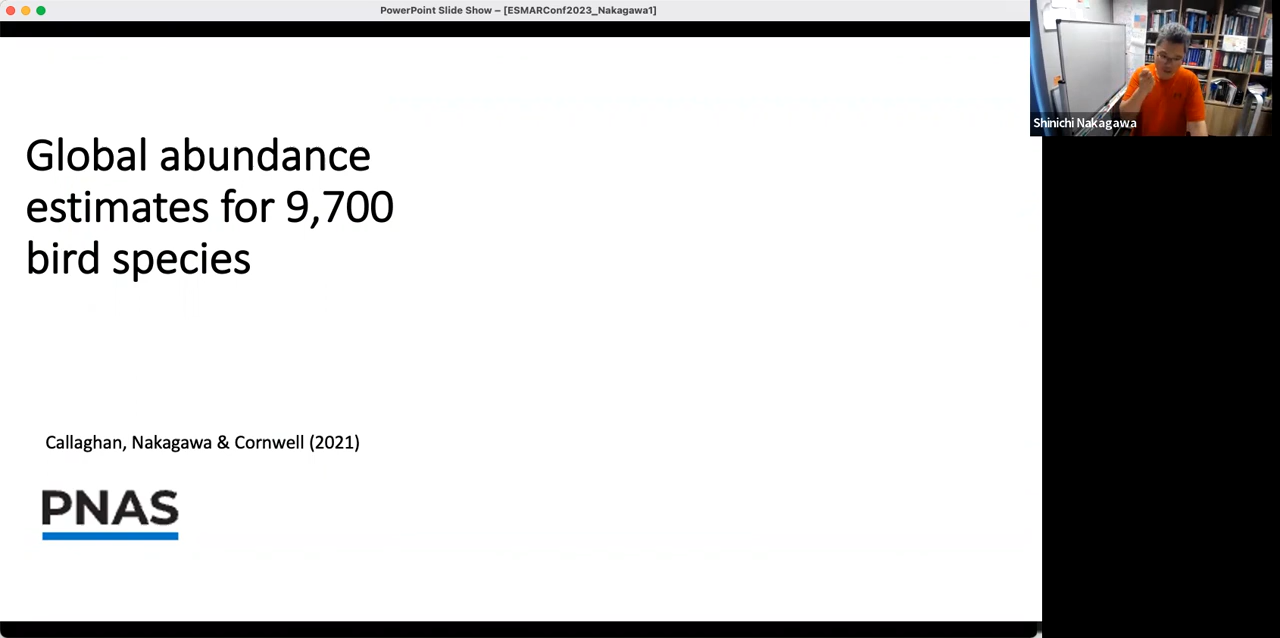 PowerPoint Slide Show – [ESMARConf2023_Nakagawa1]
Shinichi Nakagawa
Global abundance
estimates for 9,700
bird species
Callaghan, Nakagawa & Cornwell (2021)
PNAS